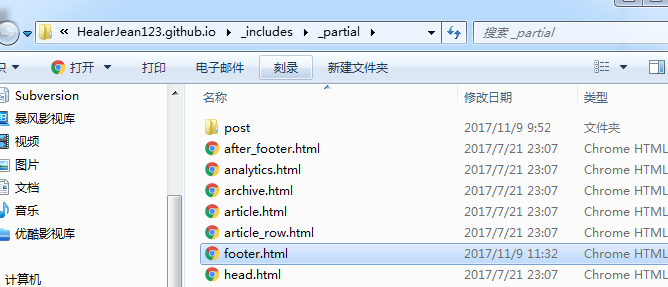 « HealerJean123.github.io ▸ _includes ▸ _partial ▸
搜索 _partial
打开 打印 电子邮件 刻录 新建文件夹
Subversion
暴风影视库
视频
图片
文档
音乐
优酷影视库
计算机
名称 修改日期 类型
post 2017/11/9 9:52 文件夹
after_footer.html 2017/7/21 23:07 Chrome HTML
analytics.html 2017/7/21 23:07 Chrome HTML
archive.html 2017/7/21 23:07 Chrome HTML
article.html 2017/7/21 23:07 Chrome HTML
article_row.html 2017/7/21 23:07 Chrome HTML
footer.html 2017/11/9 11:32 Chrome HTML
head.html 2017/7/21 23:07 Chrome HTML